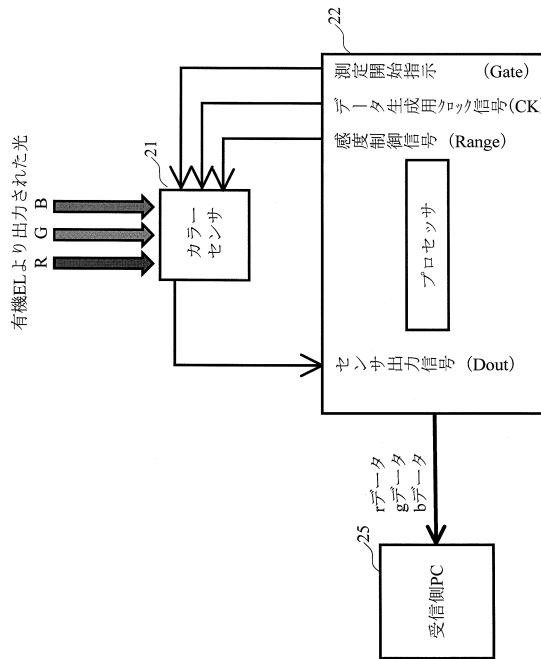 有機ELより出力された光
R G B
21
カラー
センサ
22
測定開始指示 (Gate)
データ生成用クロック信号(CK)
感度制御信号 (Range)
プロセッサ
センサ出力信号 (Dout)
rデータ
gデータ
bデータ
25
受信側PC